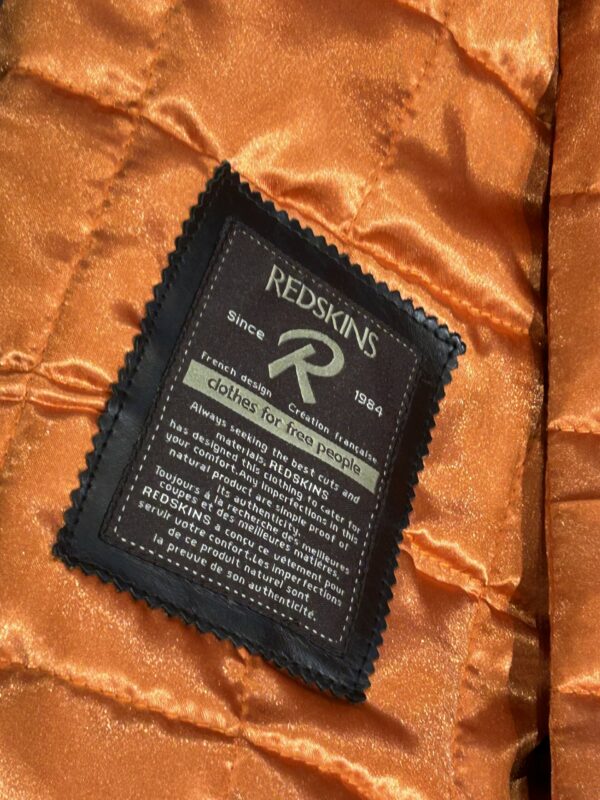 REDSKINS
Since R 1984
French design Création française
clothes for free people
Always seeking the best cuts and
materials, REDSKINS
has designed this clothing to cater for
your comfort.Any imperfections in this
natural product are simple proof of
its authenticity.
Toujours à la recherche des meilleures
coupes et des meilleures matières,
REDSKINS a conçu ce vêtement pour
servir votre confort.Les imperfections
de ce produit naturel sont
la preuve de son authenticité.